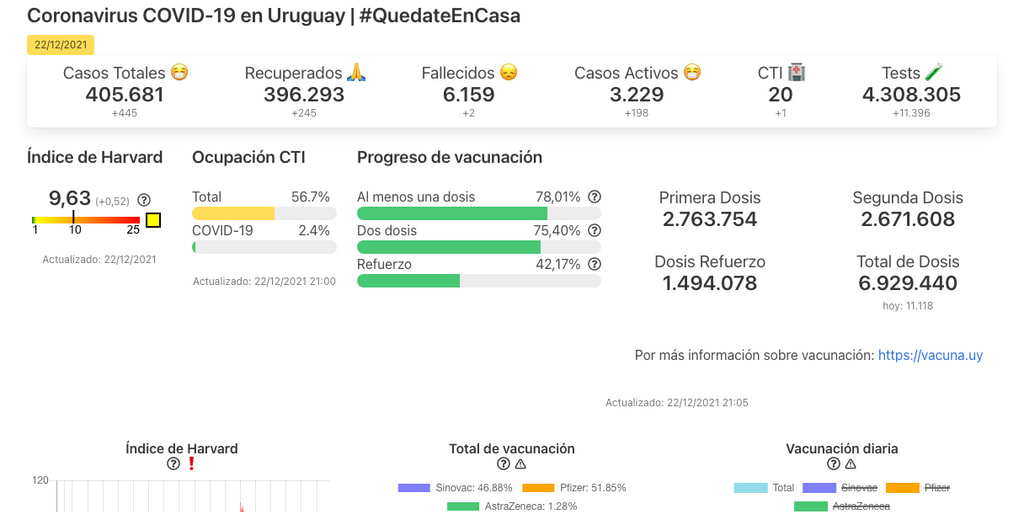 Coronavirus COVID-19 en Uruguay | #QuedateEnCasa
22/12/2021
Casos Totales 😷 Recuperados 🙏 Fallecidos 😞 Casos Activos 😷 CTI 🏥 Tests 🧪
405.681 396.293 6.159 3.229 20 4.308.305
+445 +245 +2 +198 +1 +11.396
Índice de Harvard Ocupación CTI Progreso de vacunación
9,63 (+0,52)
1 10 25
Actualizado: 22/12/2021
Total 56.7%
COVID-19 2.4%
Actualizado: 22/12/2021 21:00
Al menos una dosis 78,01%
Dos dosis 75,40%
Refuerzo 42,17%
Primera Dosis Segunda Dosis
2.763.754 2.671.608
Dosis Refuerzo Total de Dosis
1.494.078 6.929.440
hoy: 11.118
Por más información sobre vacunación: https://vacuna.uy
Actualizado: 22/12/2021 21:05
Índice de Harvard
❗
120
Total de vacunación
Sinovac: 46.88% Pfizer: 51.85%
AstraZeneca: 1.28%
Vacunación diaria
Total Sinovac Pfizer
AstraZeneca